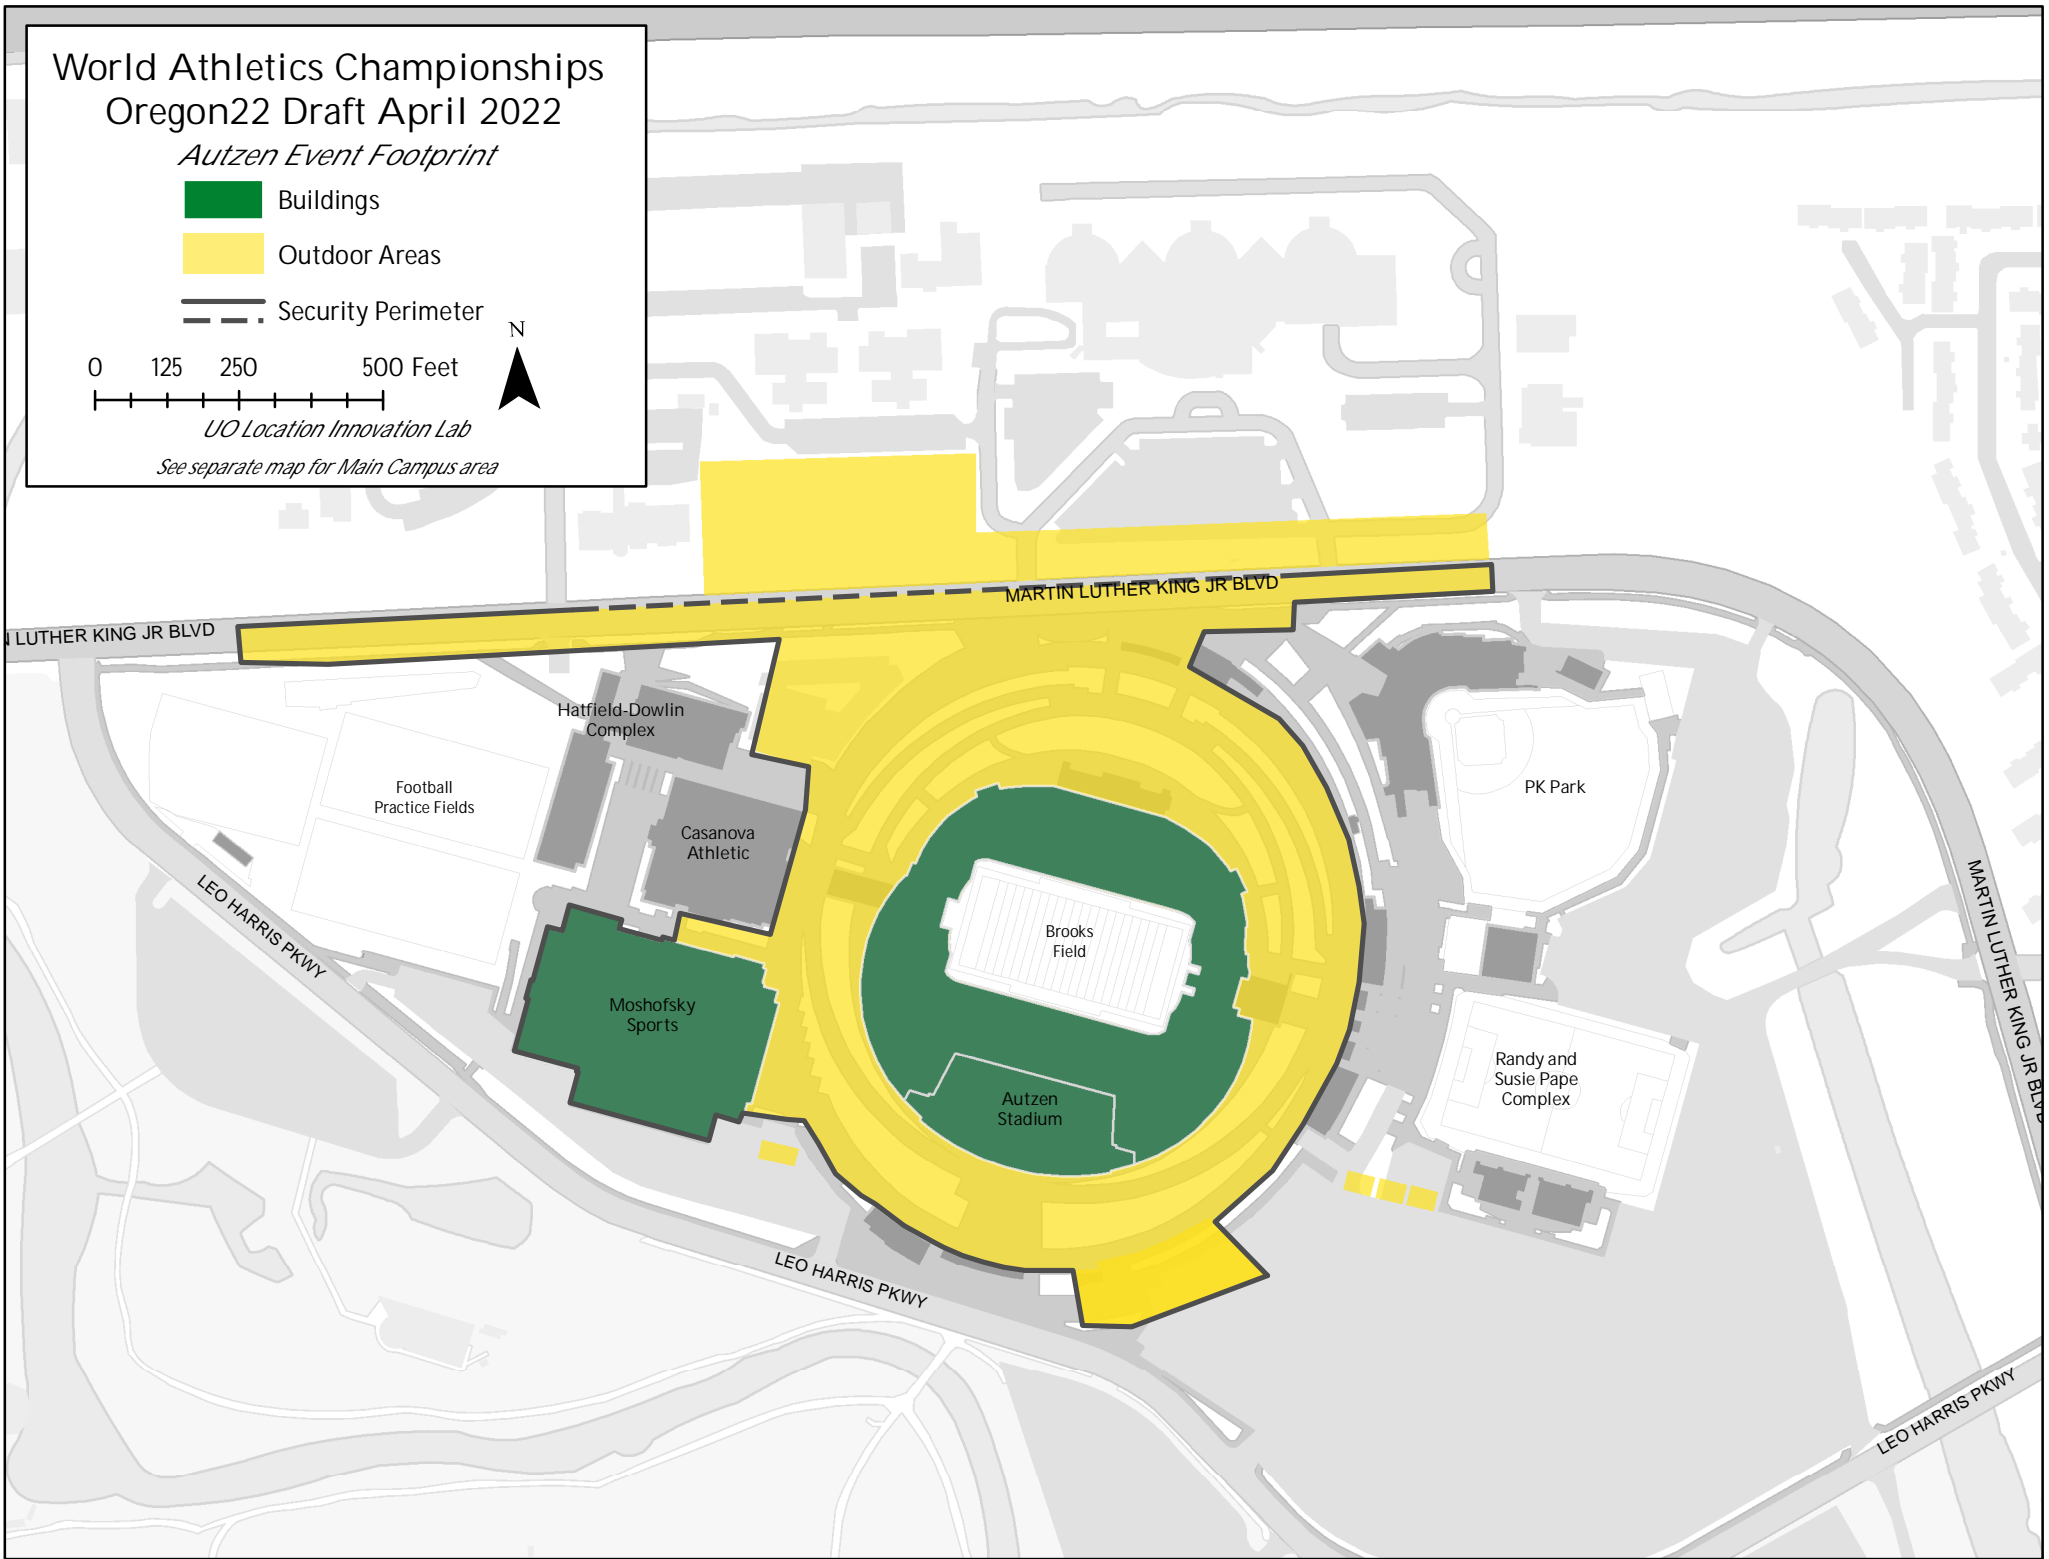 World Athletics Championships
Oregon22 Draft April 2022
Autzen Event Footprint
Buildings
Outdoor Areas
Security Perimeter
N
0 125 250 500 Feet
UO Location Innovation Lab
See separate map for Main Campus area
MARTIN LUTHER KING JR BLVD
N LUTHER KING JR BLVD
Hatfield-Dowlin
Complex
Football
Practice Fields
PK Park
Casanova
Athletic
LEO HARRIS PKWY
MARTIN LUTHER KING JR BLVD
Brooks
Field
Moshofsky
Sports
Randy and
Susie Pape
Complex
Autzen
Stadium
LEO HARRIS PKWY
LEO HARRIS PKWY